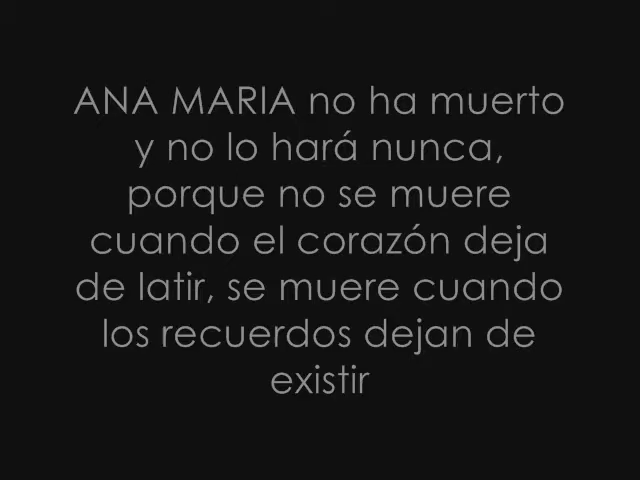 ANA MARIA no ha muerto
y no lo hará nunca,
porque no se muere
cuando el corazón deja
de latir, se muere cuando
los recuerdos dejan de
existir